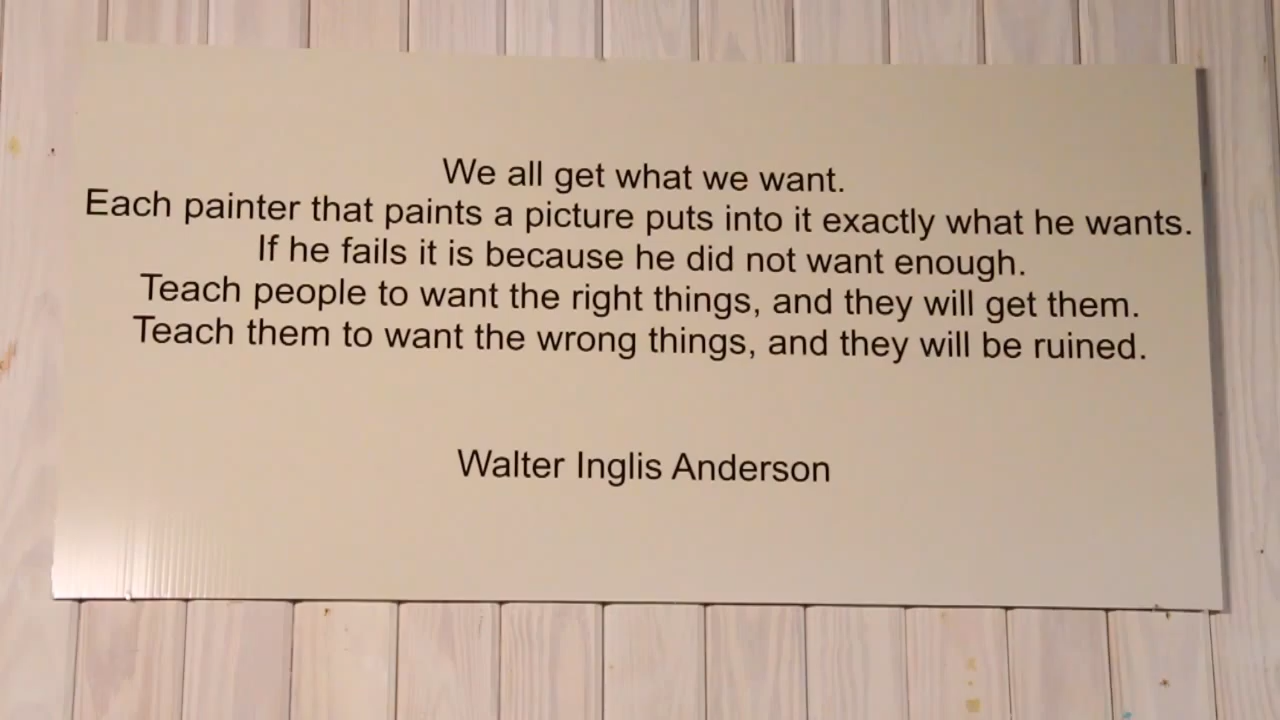 We all get what we want.
Each painter that paints a picture puts into it exactly what he wants.
If he fails it is because he did not want enough.
Teach people to want the right things, and they will get them.
Teach them to want the wrong things, and they will be ruined.
Walter Inglis Anderson